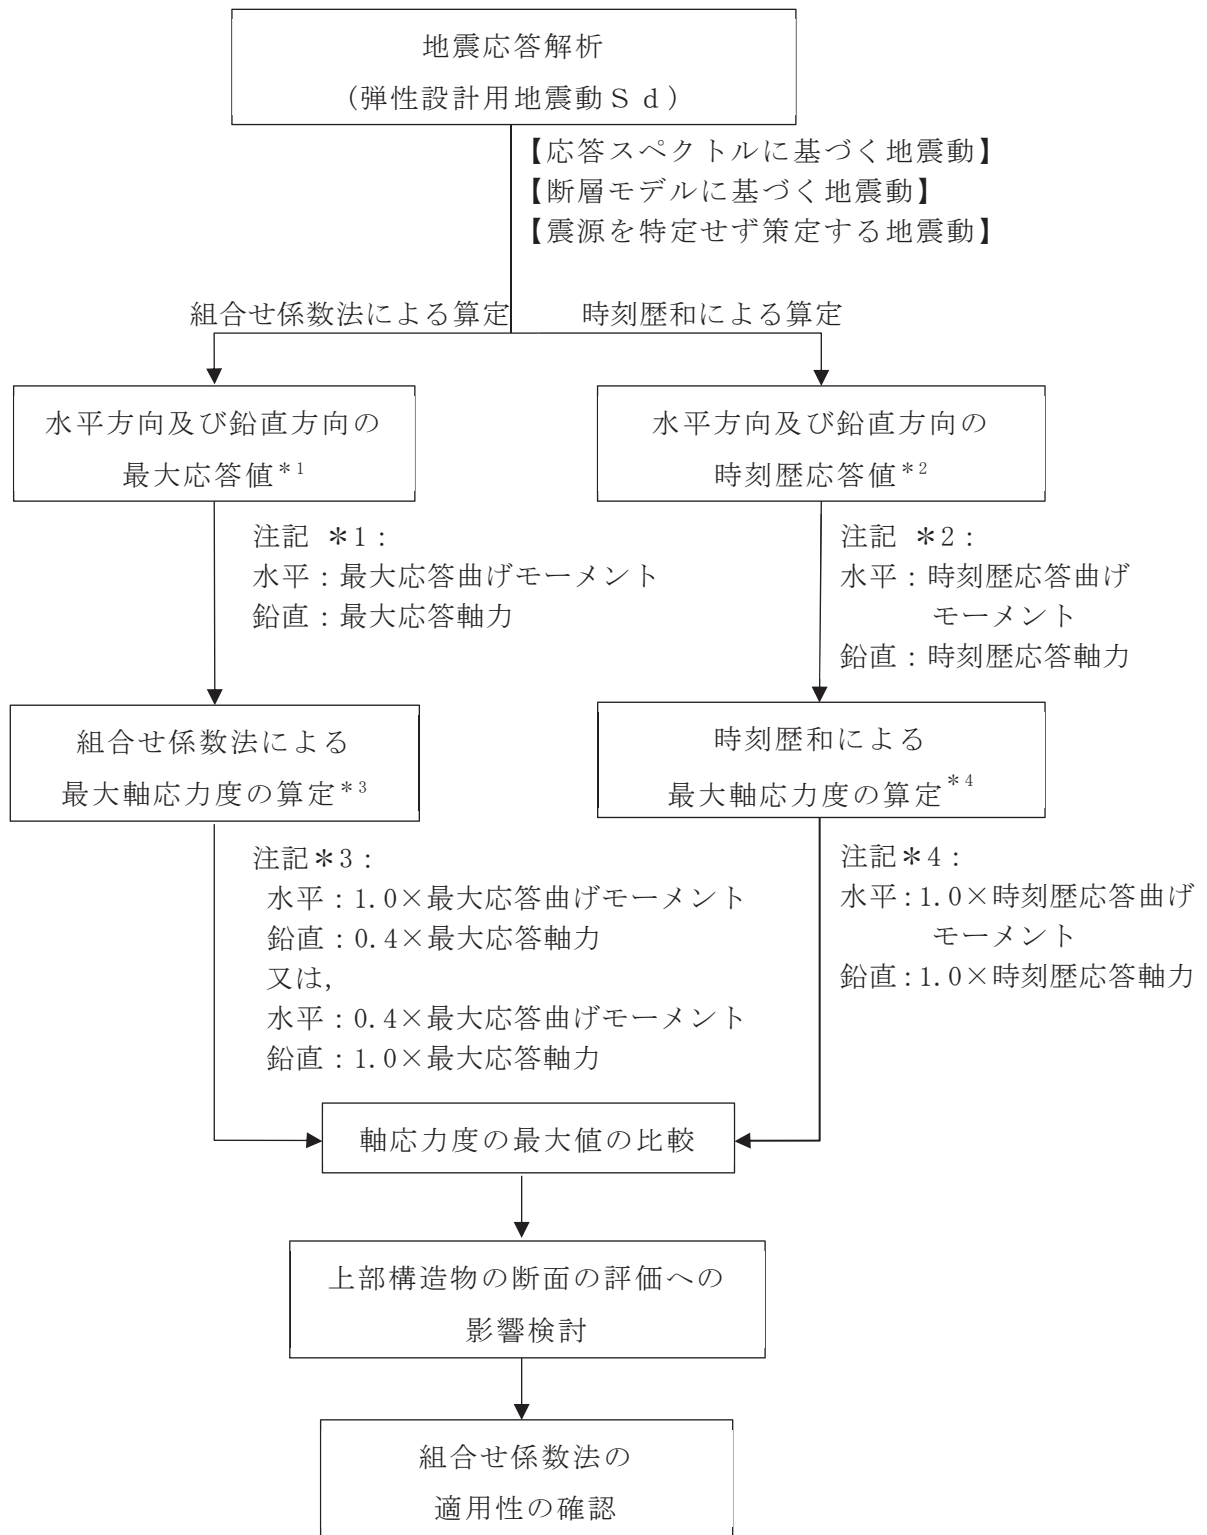 地震応答解析
(弾性設計用地震動Ｓｄ)
【応答スペクトルに基づく地震動】
【断層モデルに基づく地震動】
【震源を特定せず策定する地震動】
組合せ係数法による算定
時刻歴和による算定
水平方向及び鉛直方向の
最大応答値*1
水平方向及び鉛直方向の
時刻歴応答値*2
注記 *1:
水平:最大応答曲げモーメント
鉛直:最大応答軸力
注記 *2:
水平:時刻歴応答曲げ
モーメント
鉛直:時刻歴応答軸力
組合せ係数法による
最大軸応力度の算定*3
時刻歴和による
最大軸応力度の算定*4
注記*3:
水平:1.0×最大応答曲げモーメント
鉛直:0.4×最大応答軸力
又は,
水平:0.4×最大応答曲げモーメント
鉛直:1.0×最大応答軸力
注記*4:
水平:1.0×時刻歴応答曲げ
モーメント
鉛直:1.0×時刻歴応答軸力
軸応力度の最大値の比較
上部構造物の断面の評価への
影響検討
組合せ係数法の
適用性の確認